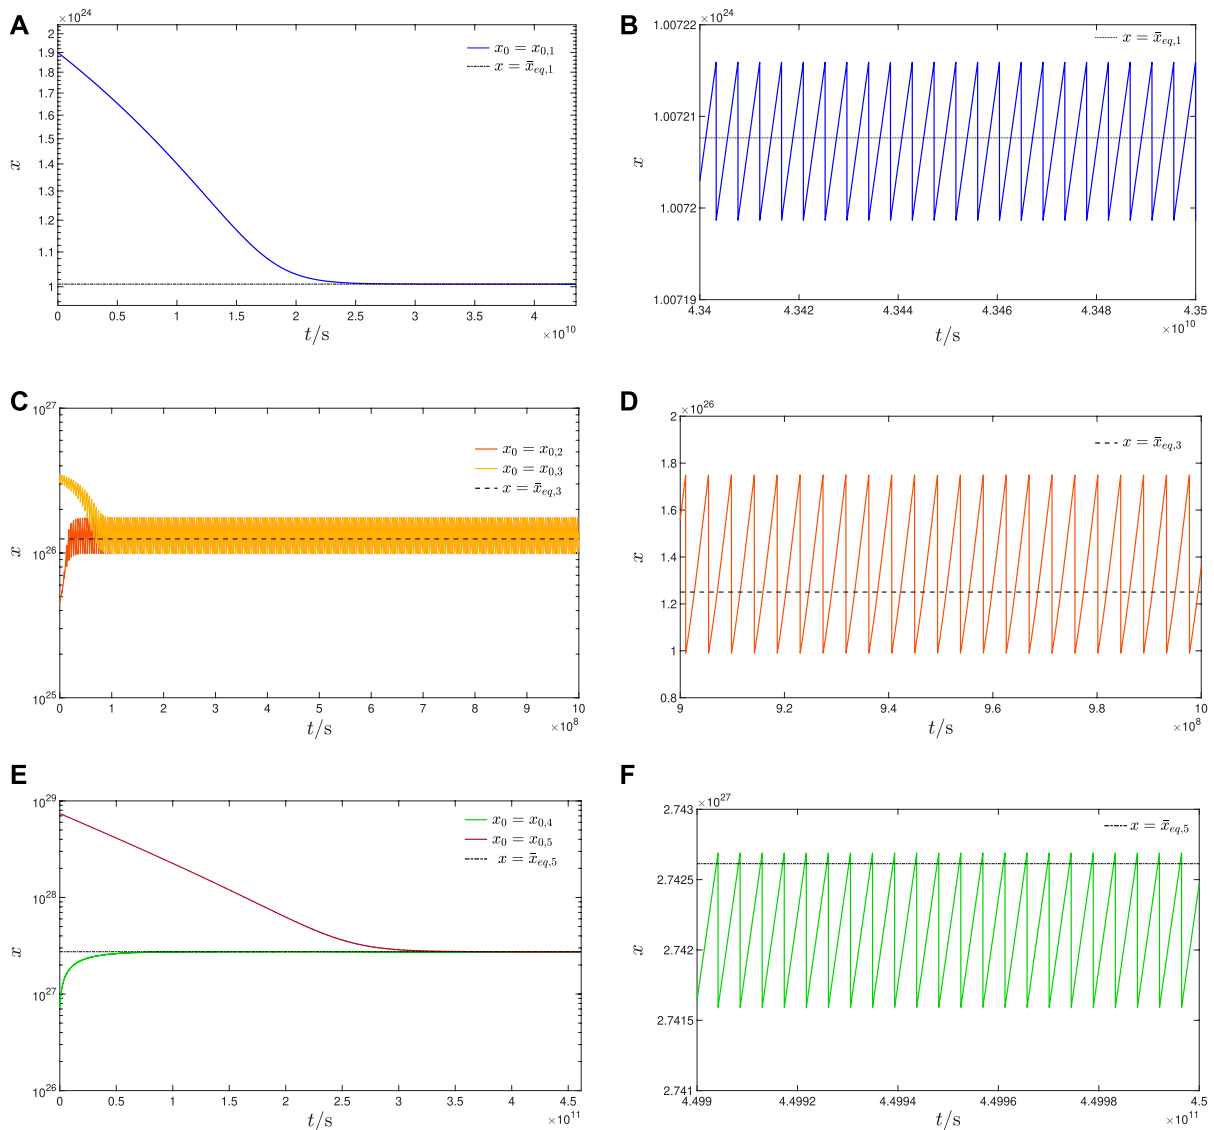 A
×10^24
2
1.9
1.8
1.7
1.6
1.5
1.4
1.3
1.2
1.1
1
x
x_0 = x_{0,1}
x = x̄_{eq,1}
0 0.5 1 1.5 2 2.5 3 3.5 4
t/s
×10^10
B
×10^24
1.00722
1.00721
1.0072
1.00719
x
x = x̄_{eq,1}
4.34 4.342 4.344 4.346 4.348 4.35
t/s
×10^10
C
10^27
10^26
10^25
x
x_0 = x_{0,2}
x_0 = x_{0,3}
x = x̄_{eq,3}
0 1 2 3 4 5 6 7 8 9 10
t/s
×10^8
D
×10^26
2
1.8
1.6
1.4
1.2
1
0.8
x
x = x̄_{eq,3}
9 9.2 9.4 9.6 9.8 10
t/s
×10^8
E
10^29
10^28
10^27
10^26
x
x_0 = x_{0,4}
x_0 = x_{0,5}
x = x̄_{eq,5}
0 0.5 1 1.5 2 2.5 3 3.5 4 4.5
t/s
×10^11
F
×10^27
2.743
2.7425
2.742
2.7415
2.741
x
x = x̄_{eq,5}
4.499 4.4992 4.4994 4.4996 4.4998 4.5
t/s
×10^11